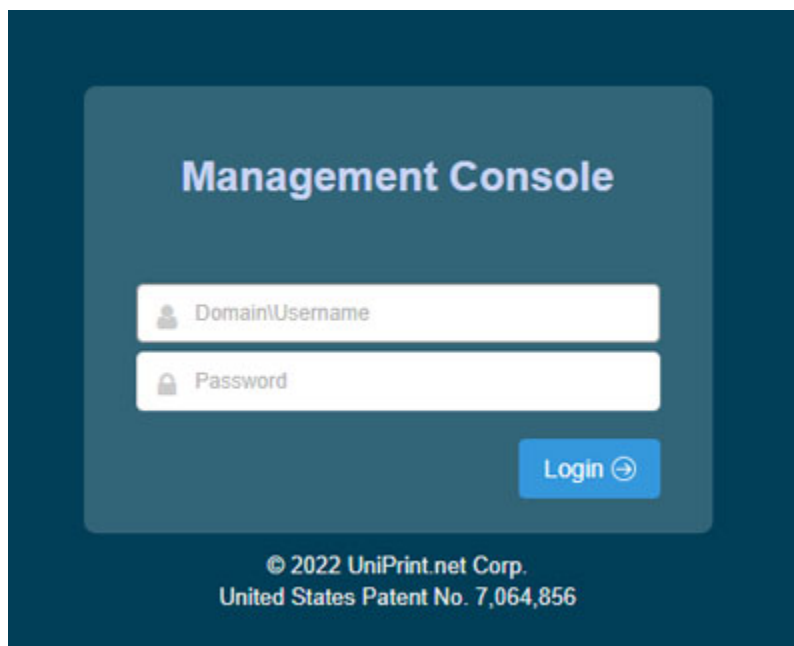 Management Console
Domain\Username
Password
Login
© 2022 UniPrint.net Corp.
United States Patent No. 7,064,856